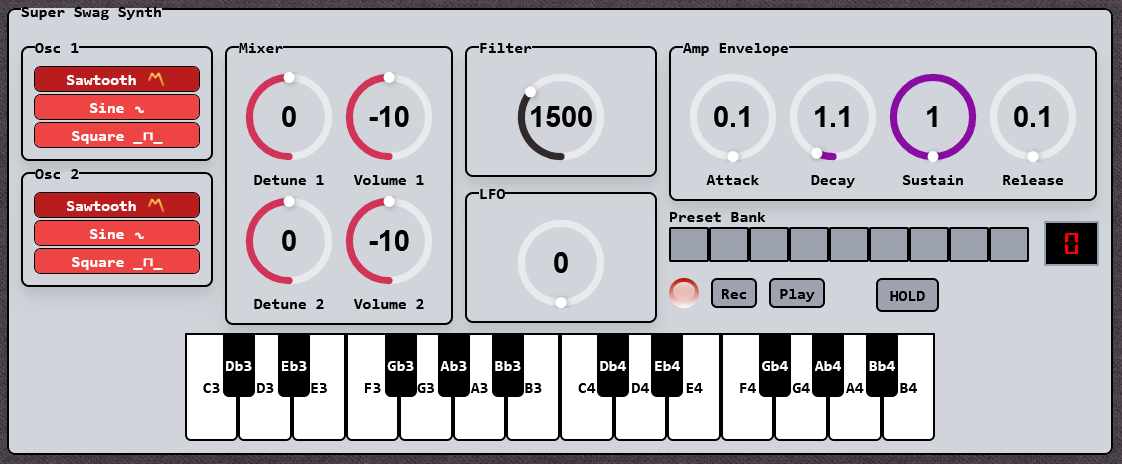 Super Swag Synth
Osc 1
Sawtooth
Sine
Square
Osc 2
Sawtooth
Sine
Square
Mixer
0 -10
Detune 1 Volume 1
0 -10
Detune 2 Volume 2
Filter
1500
LFO
0
Amp Envelope
0.1 1.1 1 0.1
Attack Decay Sustain Release
Preset Bank
0
Rec Play HOLD
Db3 Eb3 Gb3 Ab3 Bb3 Db4 Eb4 Gb4 Ab4 Bb4
C3 D3 E3 F3 G3 A3 B3 C4 D4 E4 F4 G4 A4 B4